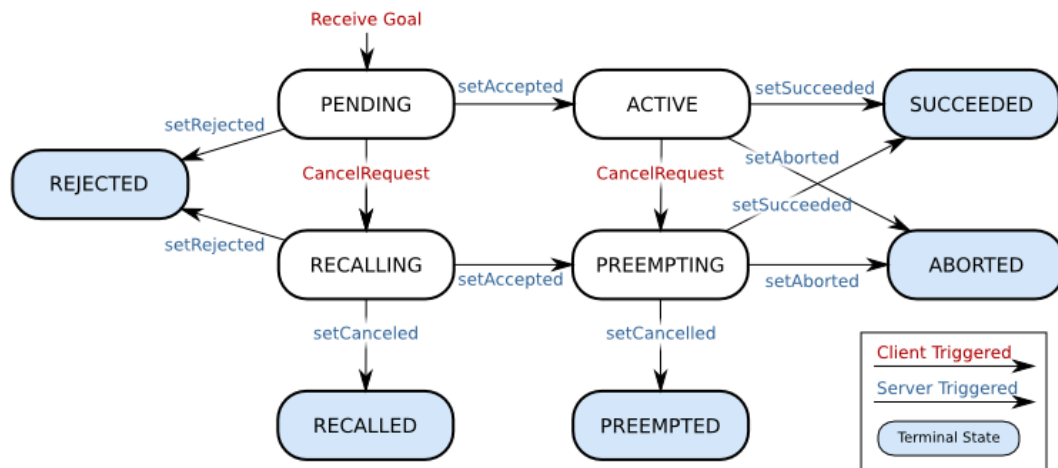 Receive Goal
PENDING
setAccepted
ACTIVE
setSucceeded
SUCCEEDED
setRejected
setAborted
REJECTED
CancelRequest
CancelRequest
setSucceeded
setRejected
RECALLING
setAccepted
PREEMPTING
setAborted
ABORTED
setCanceled
setCancelled
RECALLED
PREEMPTED
Client Triggered
Server Triggered
Terminal State